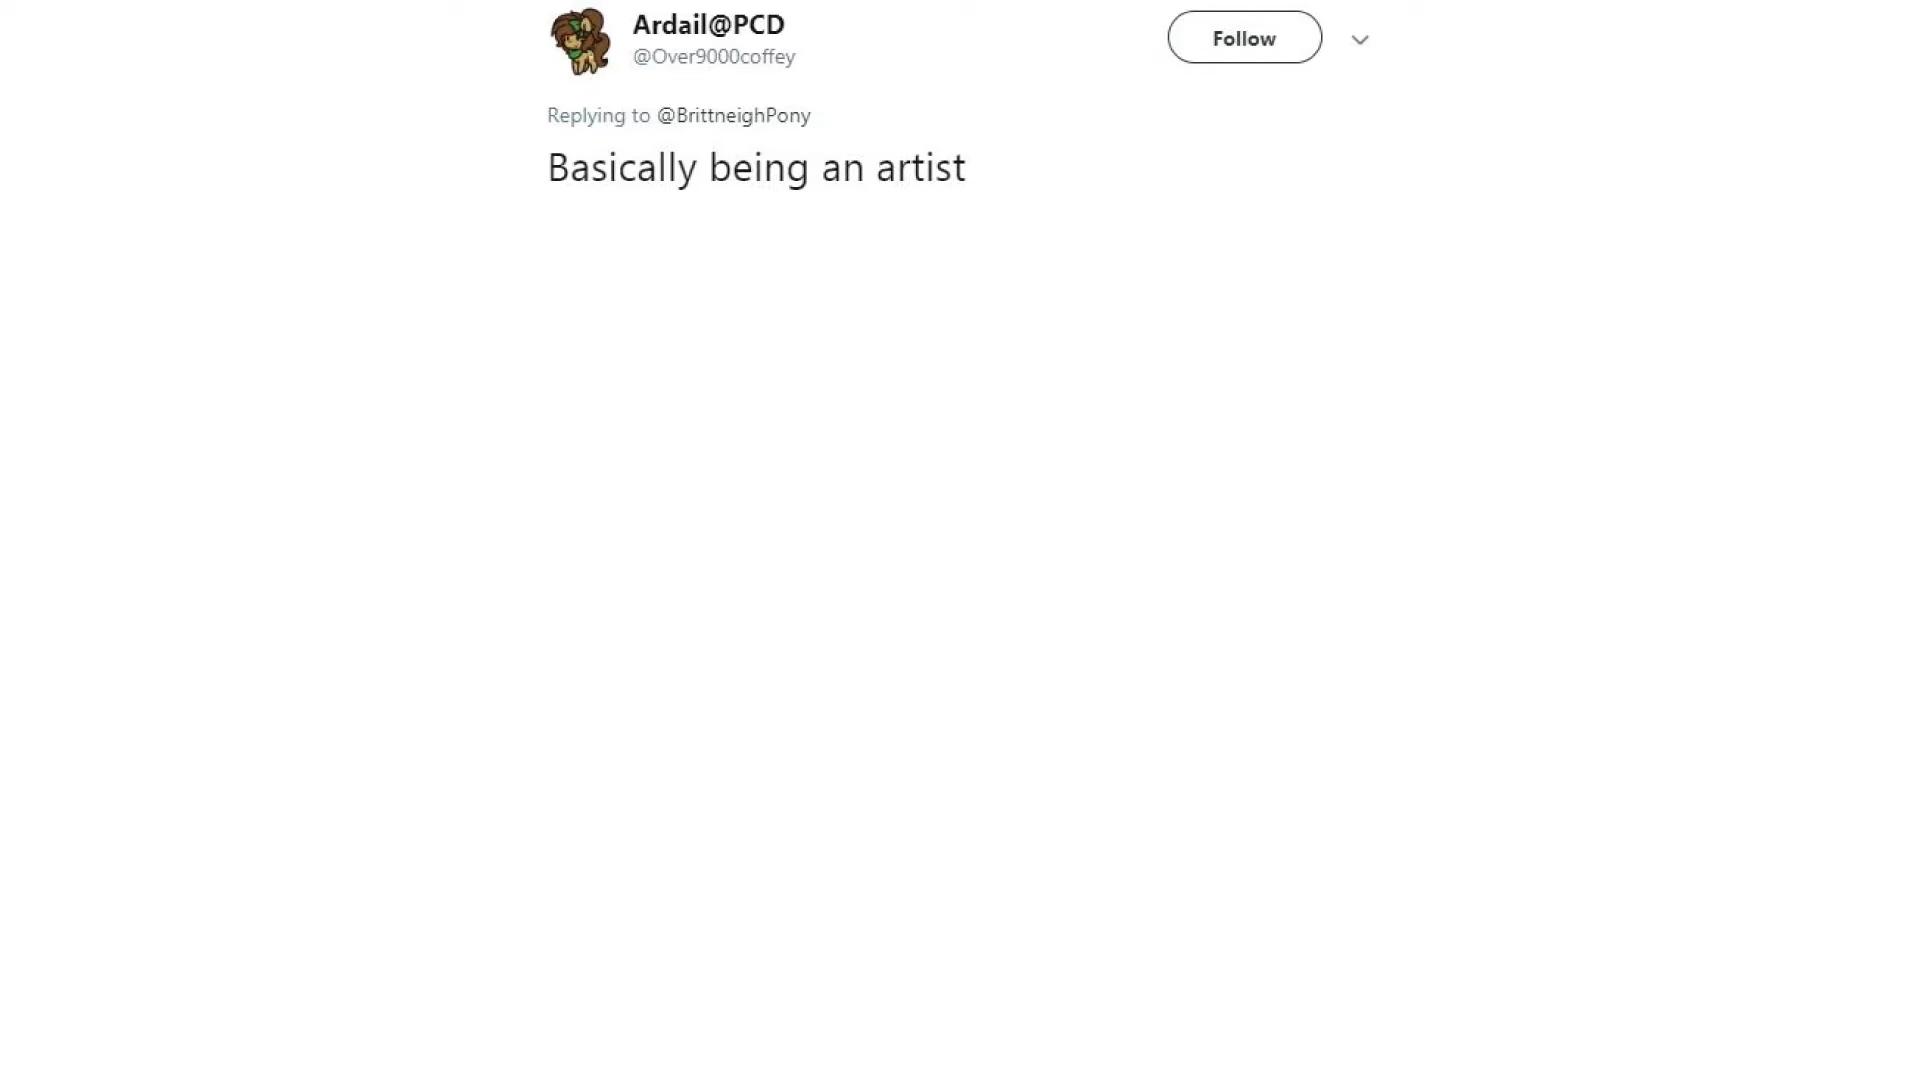 Ardail@PCD
@Over9000coffey
Follow
Replying to @BrittneighPony
Basically being an artist